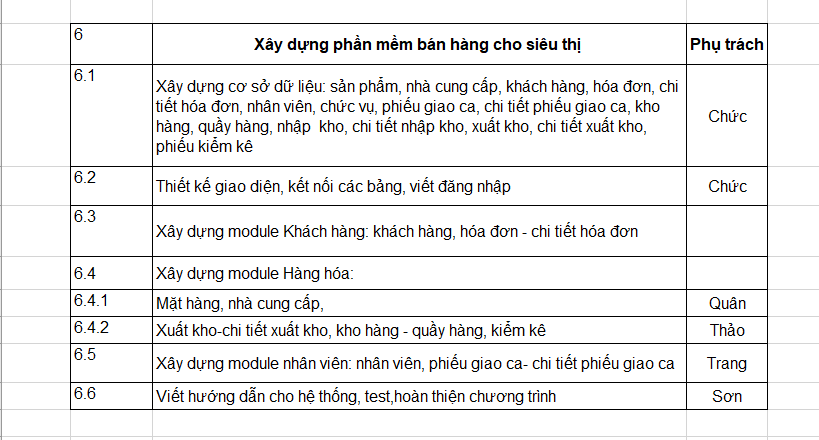 6 Xây dựng phần mềm bán hàng cho siêu thị Phụ trách
6.1 Xây dựng cơ sở dữ liệu: sản phẩm, nhà cung cấp, khách hàng, hóa đơn, chi
tiết hóa đơn, nhân viên, chức vụ, phiếu giao ca, chi tiết phiếu giao ca, kho
hàng, quầy hàng, nhập kho, chi tiết nhập kho, xuất kho, chi tiết xuất kho,
phiếu kiểm kê
Chức
6.2 Thiết kế giao diện, kết nối các bảng, viết đăng nhập Chức
6.3 Xây dựng module Khách hàng: khách hàng, hóa đơn - chi tiết hóa đơn
6.4 Xây dựng module Hàng hóa:
6.4.1 Mặt hàng, nhà cung cấp, Quân
6.4.2 Xuất kho-chi tiết xuất kho, kho hàng - quầy hàng, kiểm kê Thảo
6.5 Xây dựng module nhân viên: nhân viên, phiếu giao ca- chi tiết phiếu giao ca Trang
6.6 Viết hướng dẫn cho hệ thống, test,hoàn thiện chương trình Sơn